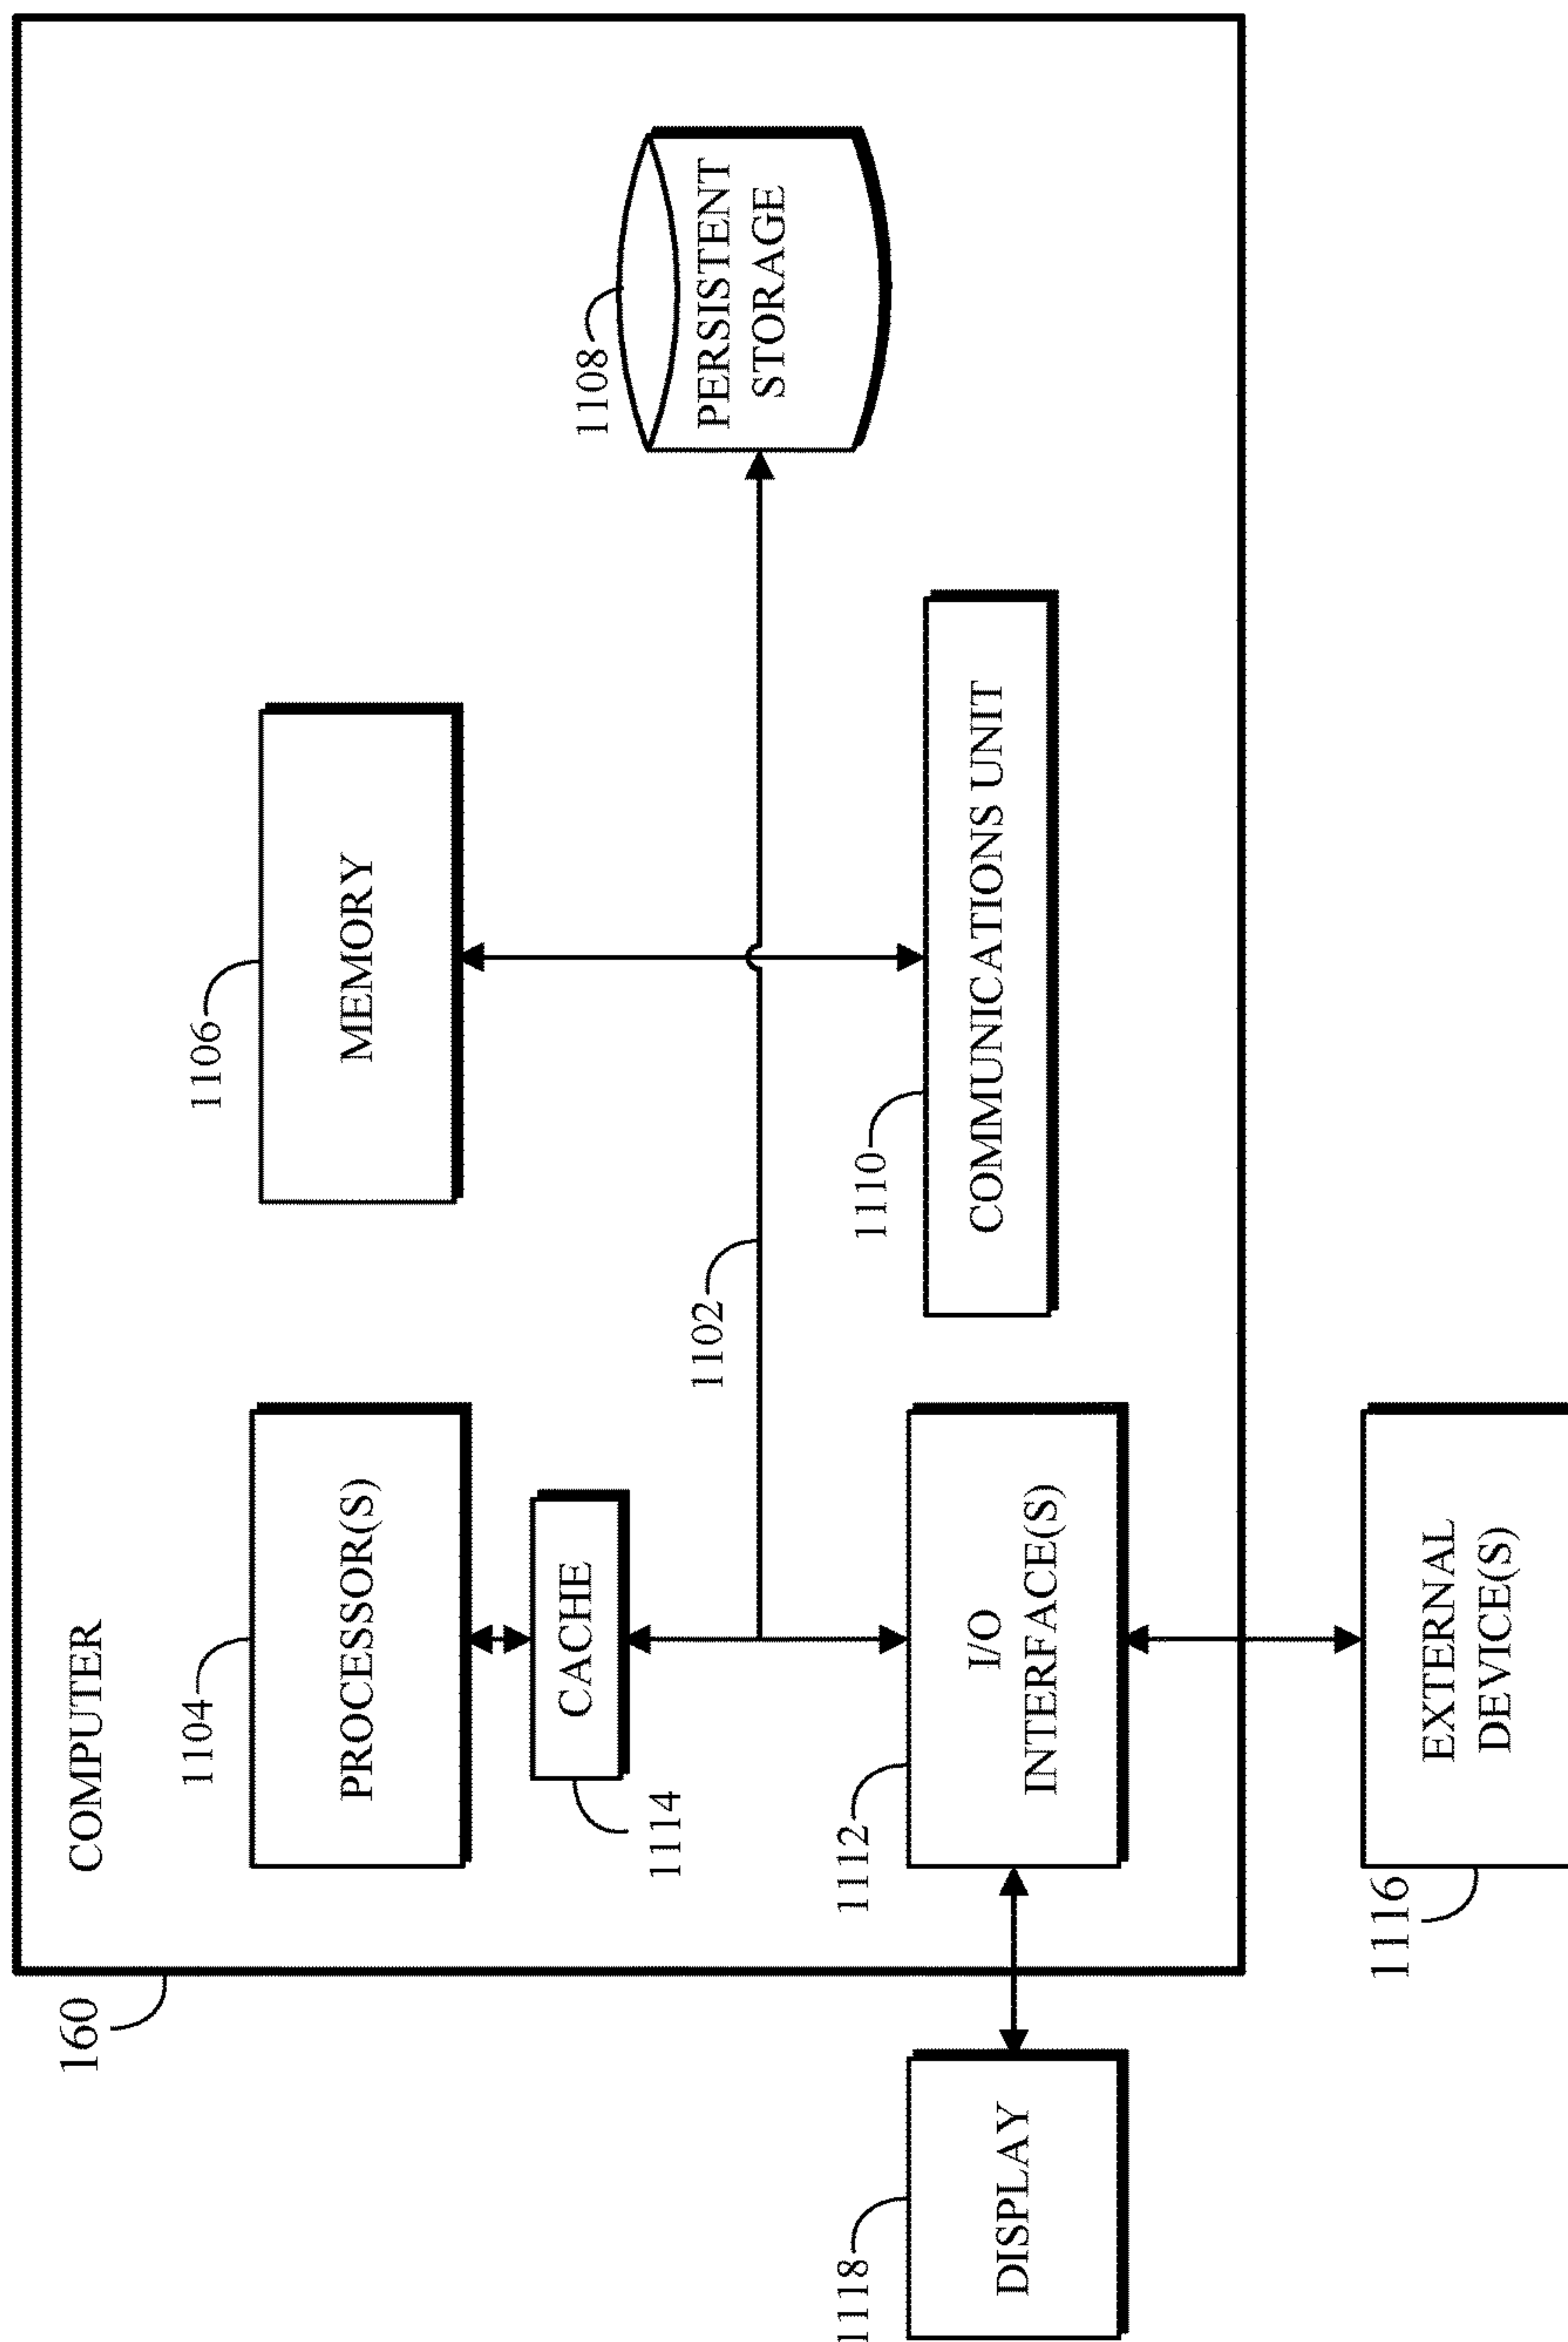 160
COMPUTER
1104
PROCESSOR(S)
1106
MEMORY
1114
CACHE
1108
PERSISTENT
STORAGE
1102
1118
DISPLAY
1112
I/O
INTERFACE(S)
1110
COMMUNICATIONS UNIT
1116
EXTERNAL
DEVICE(S)